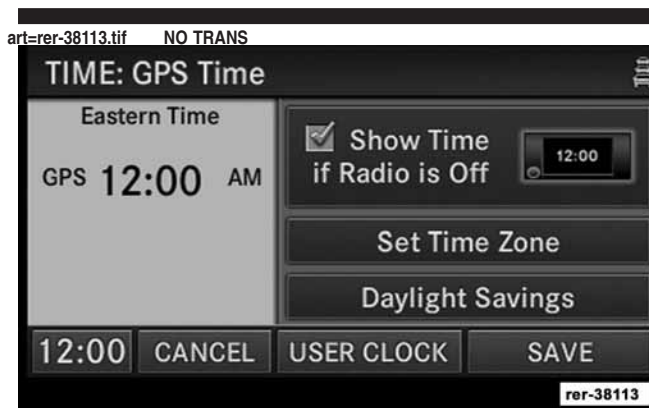 art=rer-38113.tif NO TRANS
TIME: GPS Time
Eastern Time
GPS 12:00 AM
Show Time
if Radio is Off
12:00
Set Time Zone
Daylight Savings
12:00 CANCEL USER CLOCK SAVE
rer-38113